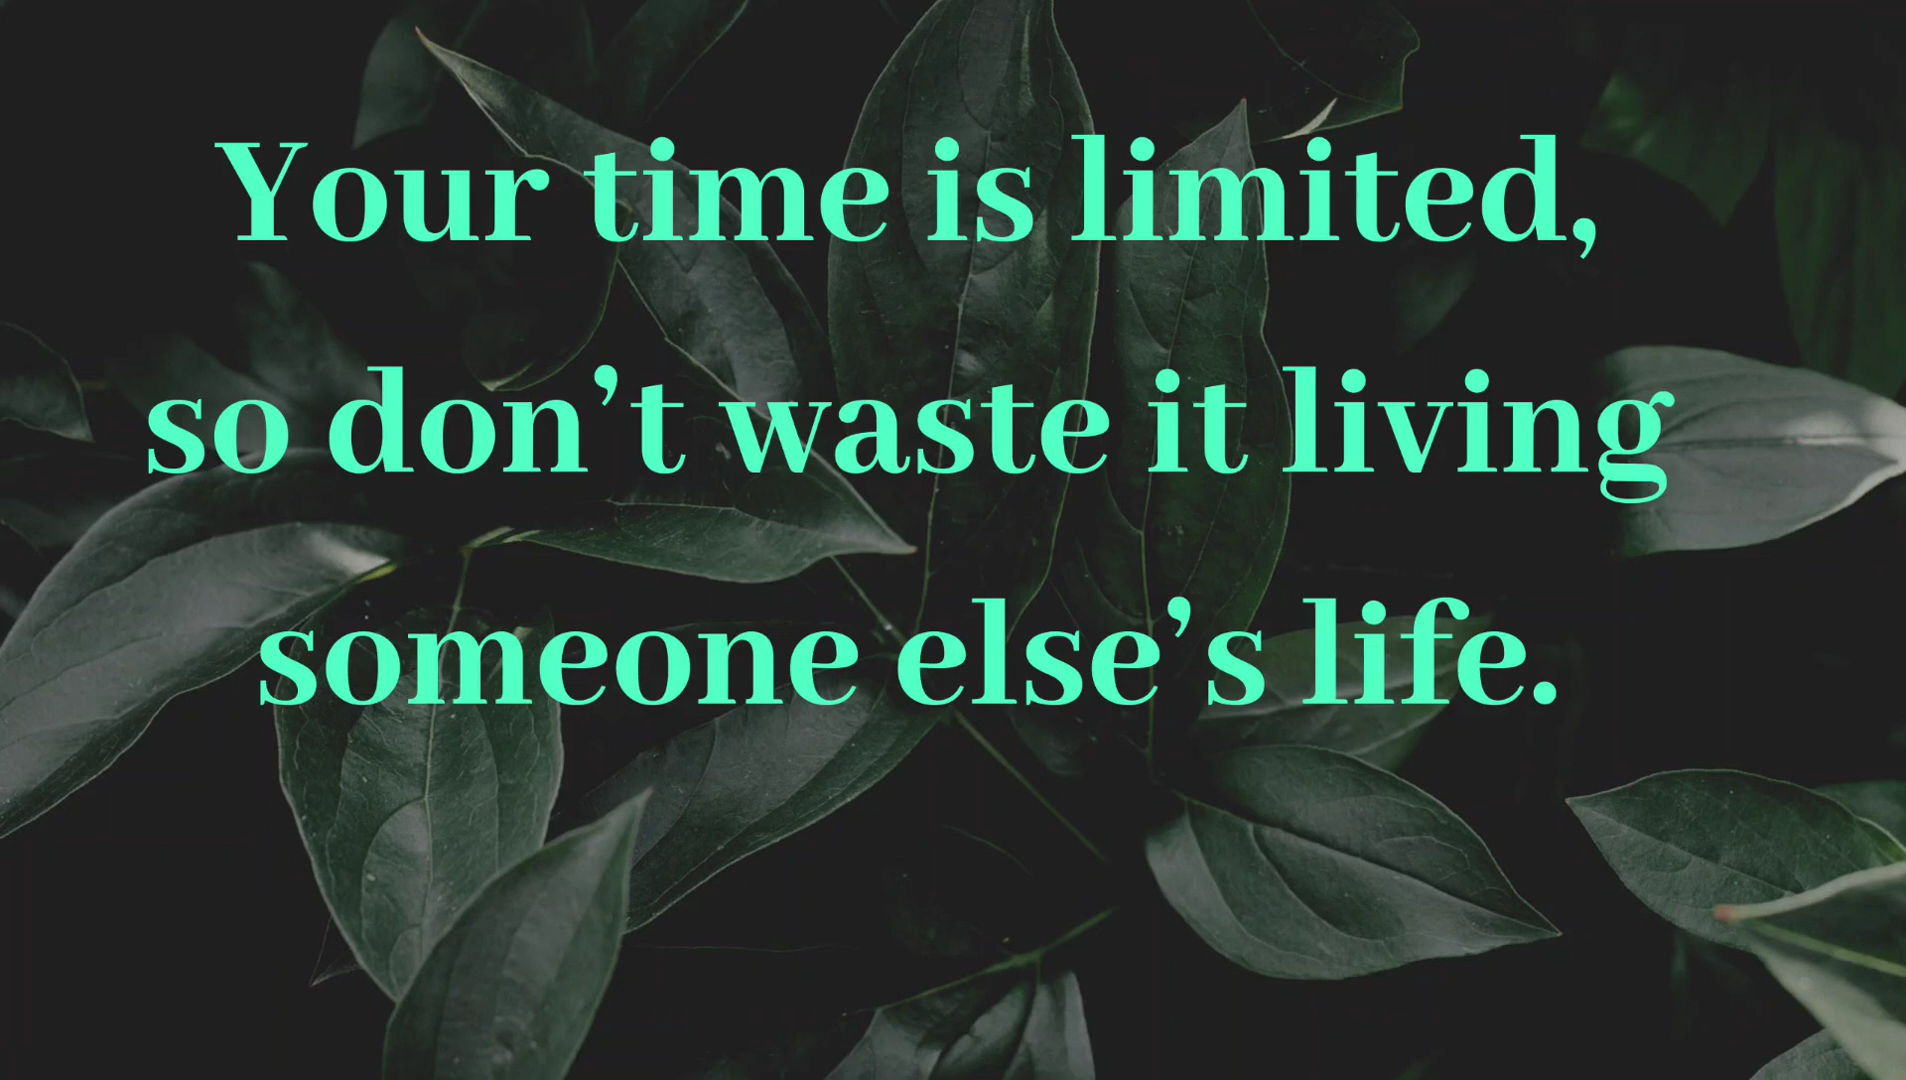 Your time is limited,
so don’t waste it living
someone else’s life.